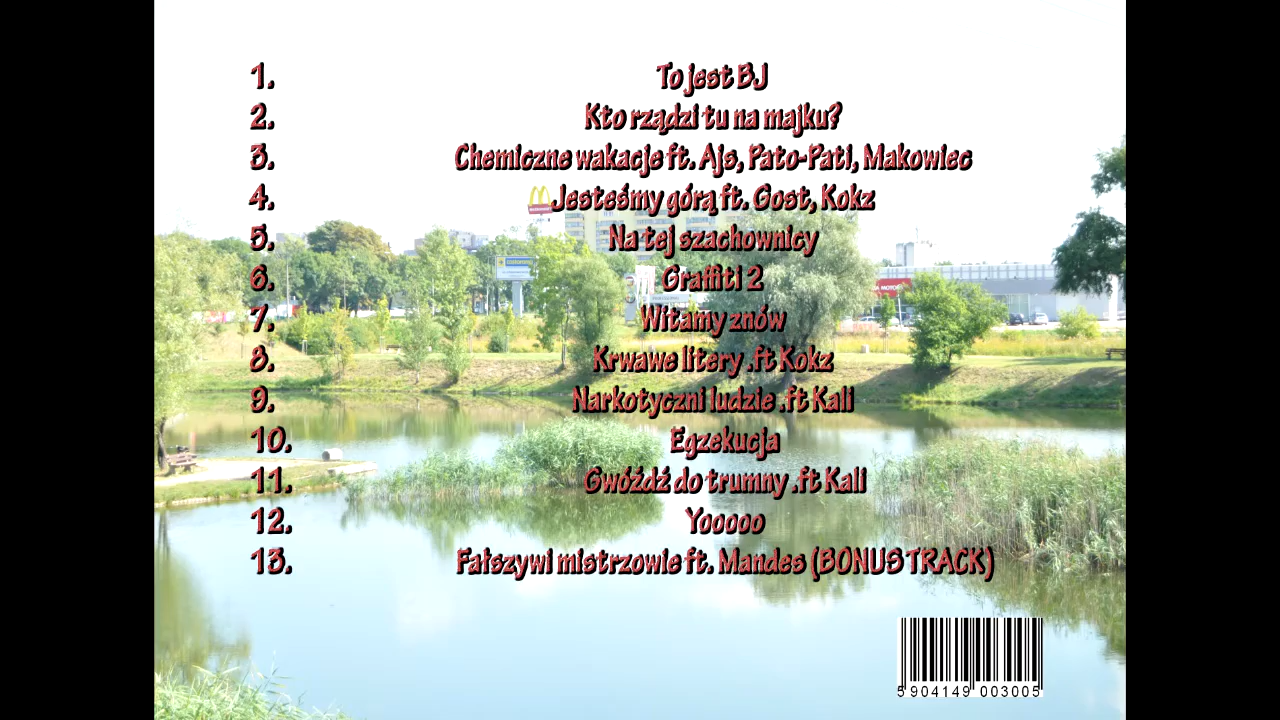 1. To jest BJ
2. Kto rządzi tu na majku?
3. Chemiczne wakacje ft. Ajs, Pato-Pati, Makowiec
4. Jesteśmy górą ft. Gost, Kokz
5. Na tej szachownicy
6. Graffiti 2
7. Witamy znów
8. Krwawe litery .ft Kokz
9. Narkotyczni ludzie .ft Kali
10. Egzekucja
11. Gwóźdź do trumny .ft Kali
12. Yooooo
13. Fałszywi mistrzowie ft. Mandes (BONUS TRACK)
5904149 003005